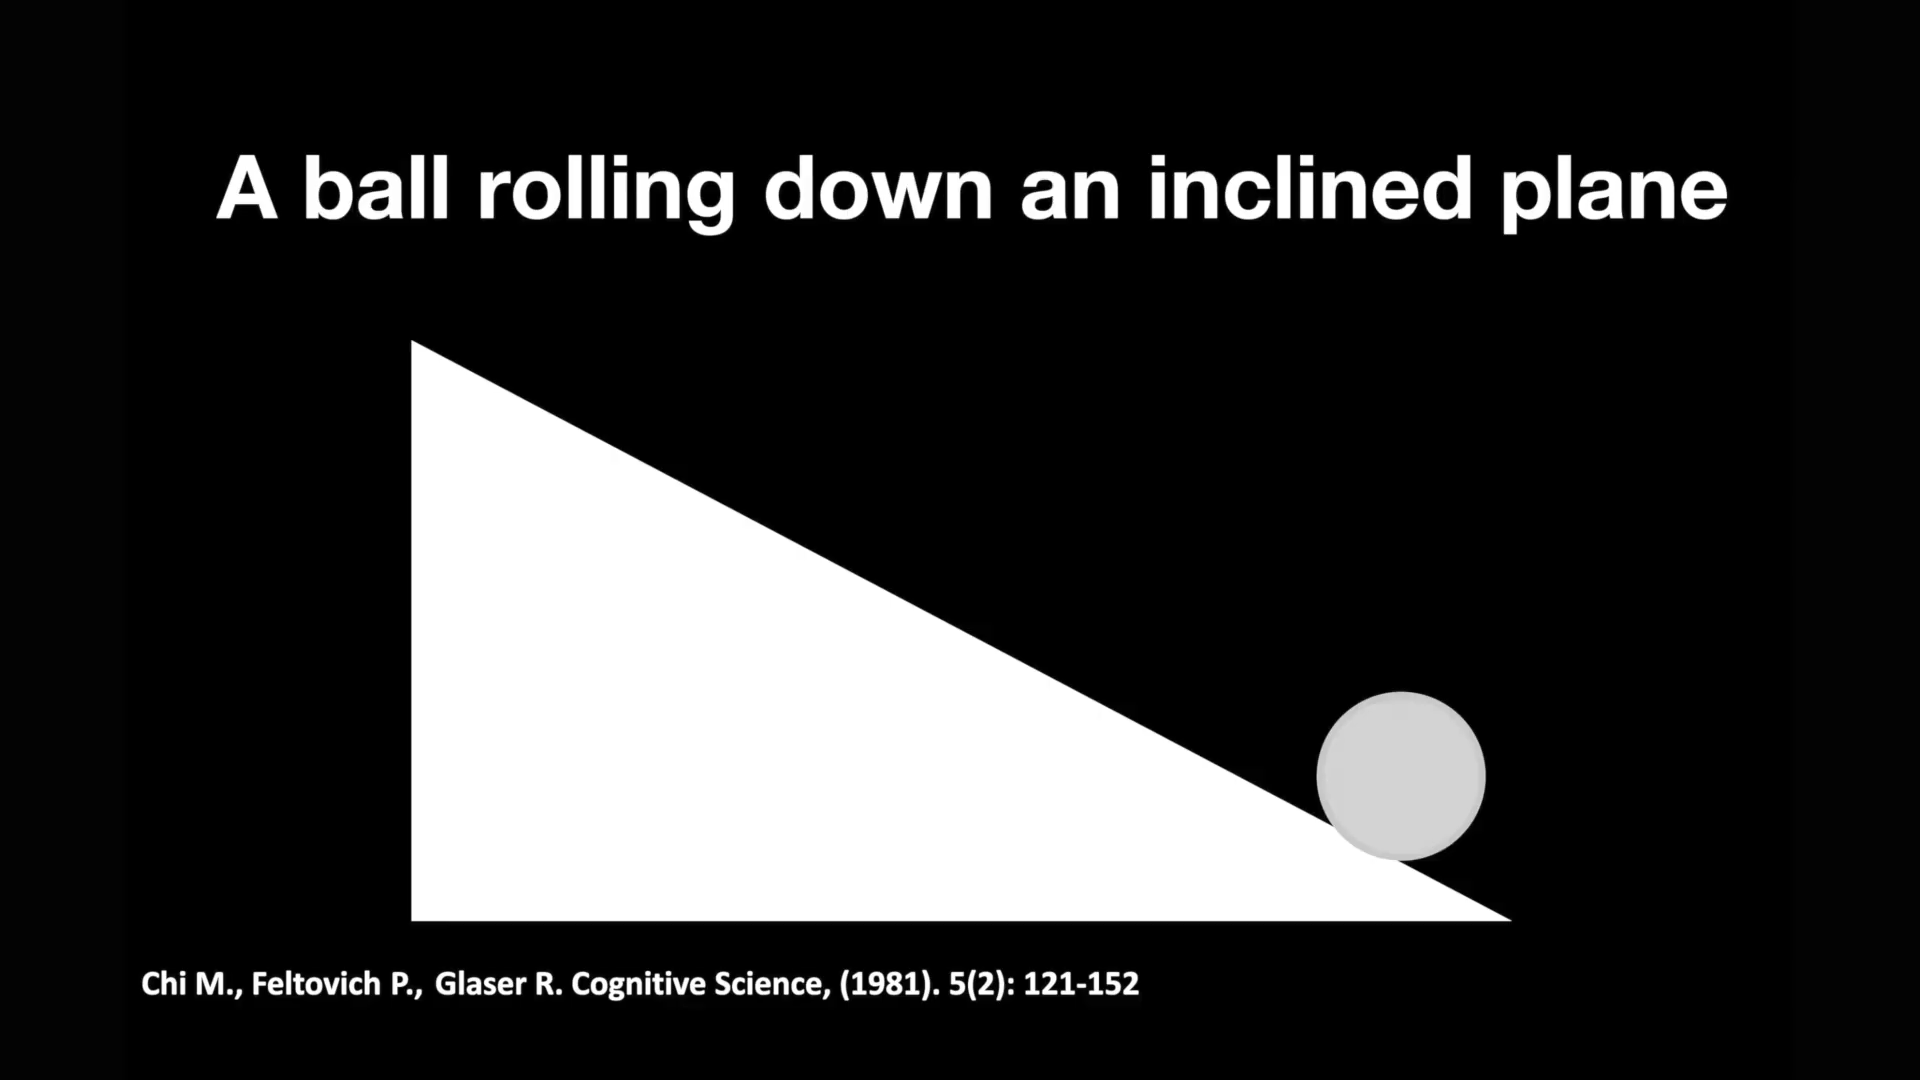 A ball rolling down an inclined plane
Chi M., Feltovich P., Glaser R. Cognitive Science, (1981). 5(2): 121-152